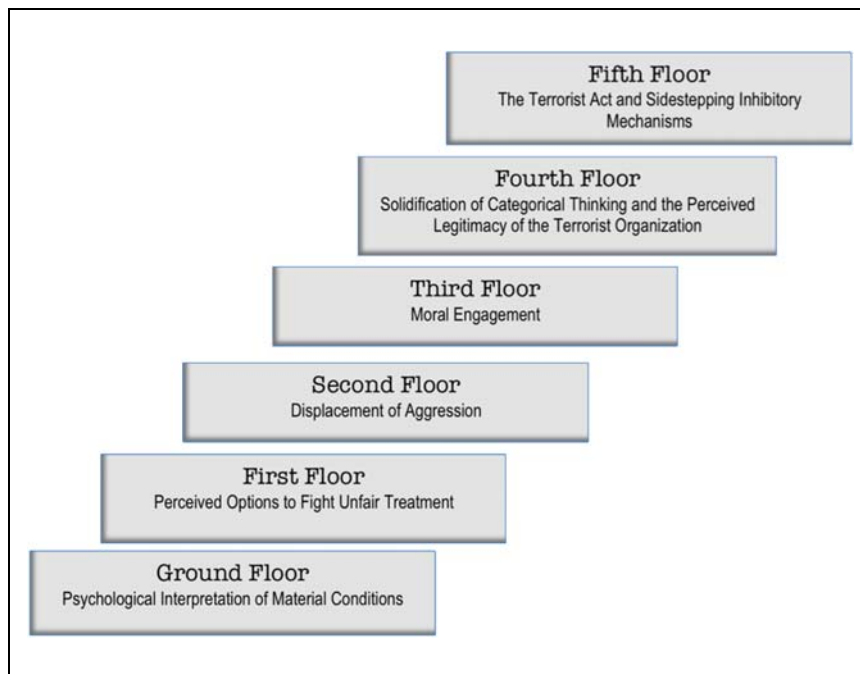 Fifth Floor
The Terrorist Act and Sidestepping Inhibitory
Mechanisms
Fourth Floor
Solidification of Categorical Thinking and the Perceived
Legitimacy of the Terrorist Organization
Third Floor
Moral Engagement
Second Floor
Displacement of Aggression
First Floor
Perceived Options to Fight Unfair Treatment
Ground Floor
Psychological Interpretation of Material Conditions